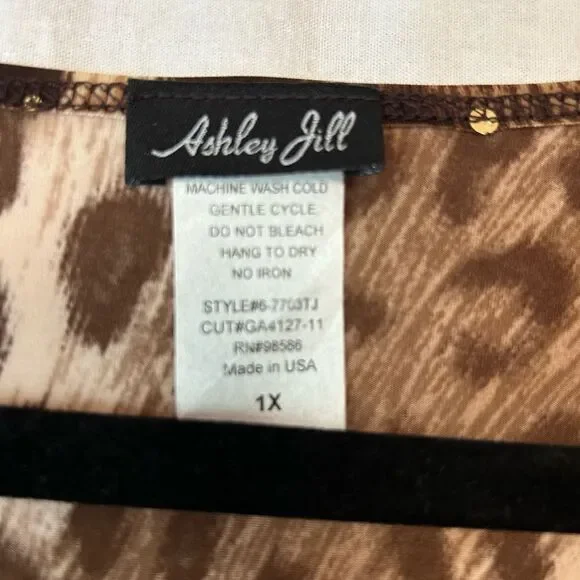 Ashley Jill
MACHINE WASH COLD
GENTLE CYCLE
DO NOT BLEACH
HANG TO DRY
NO IRON
STYLE#6-7703TJ
CUT#GA4127-11
RN#98586
Made in USA
1X